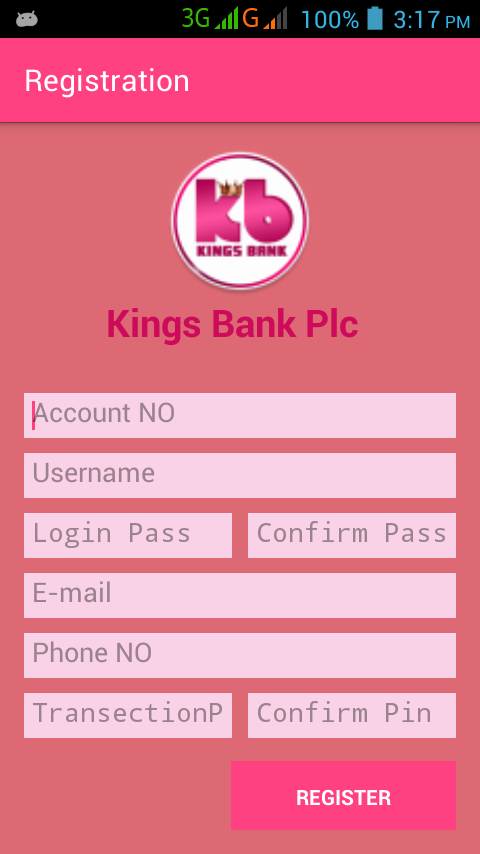 3G G 100% 3:17 PM
Registration
kb
KINGS BANK
Kings Bank Plc
Account NO
Username
Login Pass Confirm Pass
E-mail
Phone NO
TransectionP Confirm Pin
REGISTER